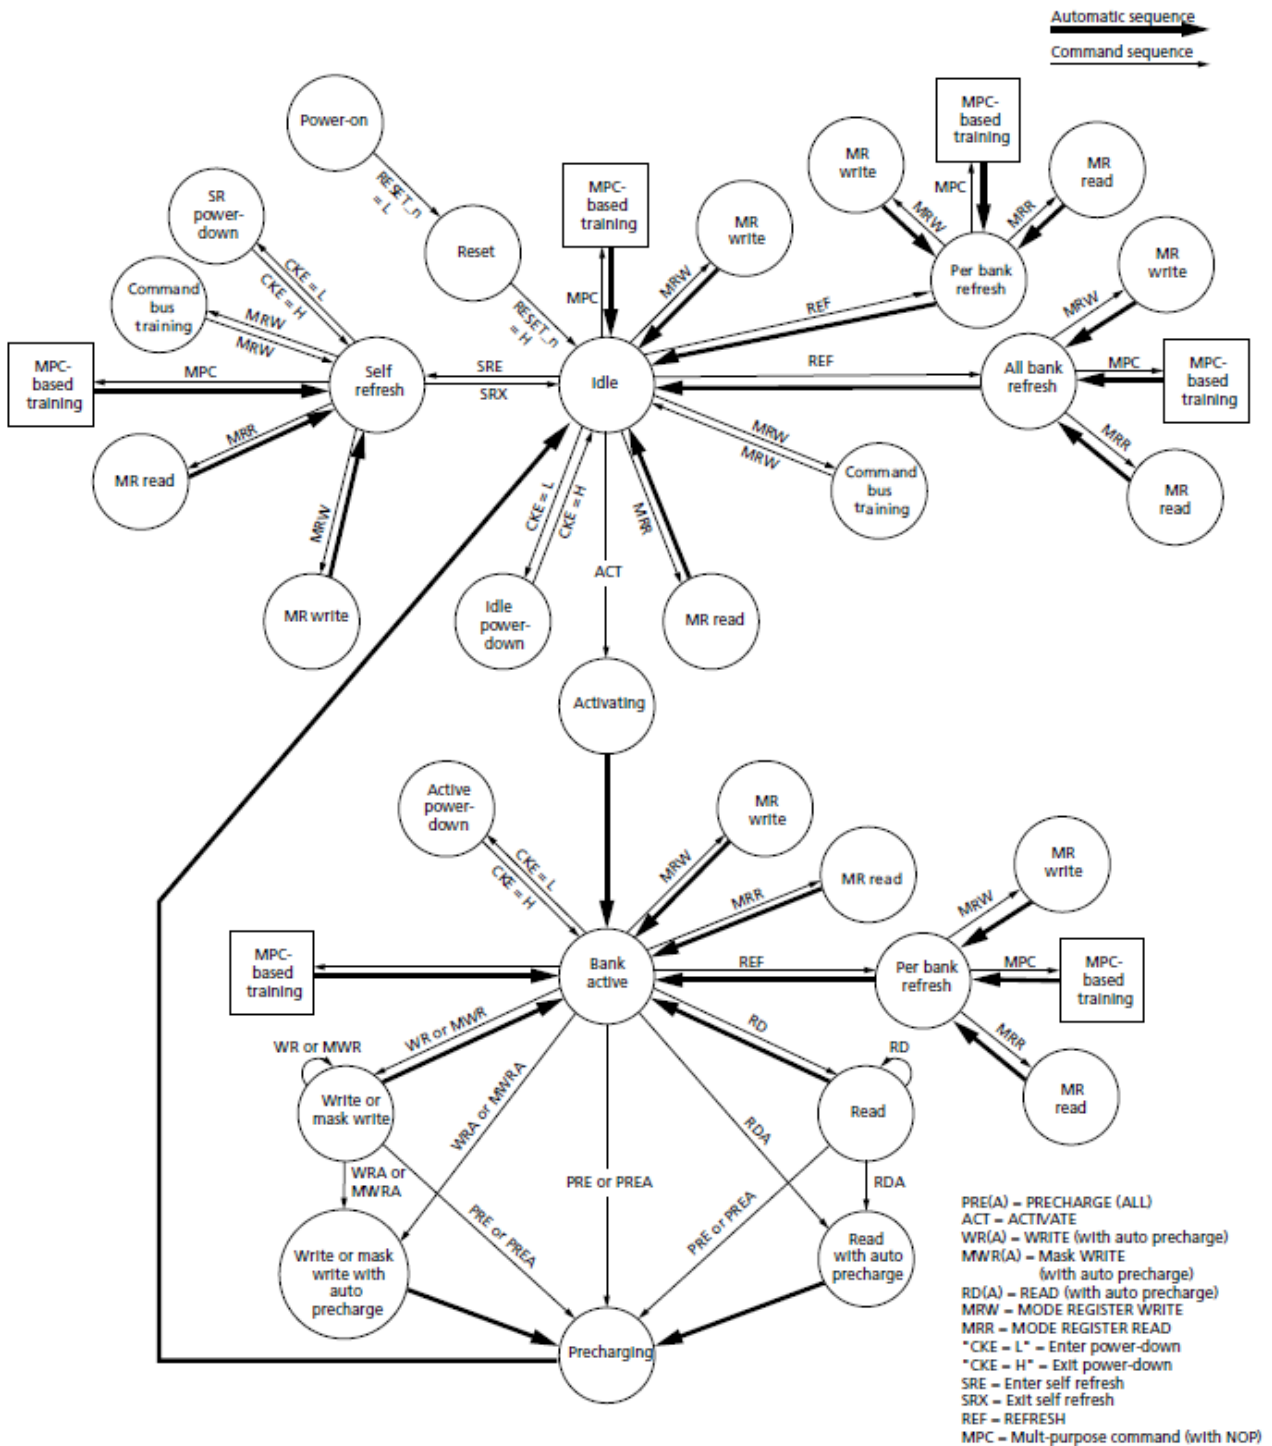 Automatic sequence
Command sequence
Power-on
RESET_n
= L
Reset
RESET_n
= H
SR
power-
down
CKE = L
CKE = H
Command
bus
training
MRW
MRW
MPC-
based
training
MPC
Self
refresh
MRR
MR read
MRW
MR write
SRE
SRX
Idle
MPC-
based
training
MPC
MR
write
MRW
MR
write
MRW
MPC-
based
training
MPC
MR
read
MRR
Per bank
refresh
REF
REF
All bank
refresh
MR
write
MRW
MPC
MPC-
based
training
MRR
MR
read
MRW
MRW
Command
bus
training
CKE = L
CKE = H
Idle
power-
down
ACT
MRR
MR read
Activating
Active
power-
down
CKE = L
CKE = H
MR
write
MRW
MR read
MRR
MPC-
based
training
Bank
active
REF
Per bank
refresh
MR
write
MRW
MPC
MPC-
based
training
MRR
MR
read
WR or MWR
WR or MWR
Write or
mask write
WRA or MWRA
WRA or
MWRA
PRE or PREA
PRE or PREA
PRE or PREA
RD
RD
Read
RDA
RDA
Write or mask
write with
auto
precharge
Read
with auto
precharge
Precharging
PRE(A) = PRECHARGE (ALL)
ACT = ACTIVATE
WR(A) = WRITE (with auto precharge)
MWR(A) = Mask WRITE
(with auto precharge)
RD(A) = READ (with auto precharge)
MRW = MODE REGISTER WRITE
MRR = MODE REGISTER READ
"CKE = L" = Enter power-down
"CKE = H" = Exit power-down
SRE = Enter self refresh
SRX = Exit self refresh
REF = REFRESH
MPC = Mult-purpose command (with NOP)